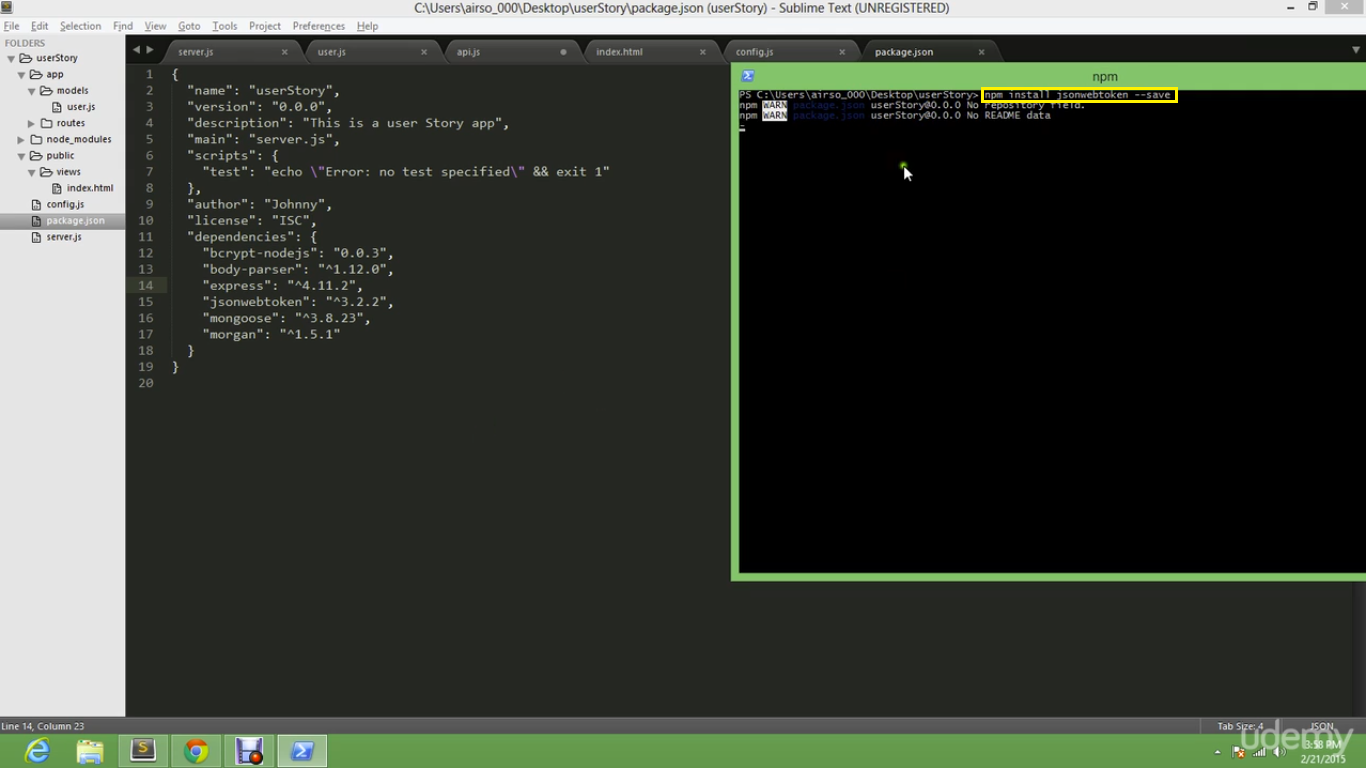 C:\Users\airso_000\Desktop\userStory\package.json (userStory) - Sublime Text (UNREGISTERED)
File Edit Selection Find View Goto Tools Project Preferences Help
FOLDERS
userStory
app
models
user.js
routes
node_modules
public
views
index.html
config.js
package.json
server.js
server.js user.js api.js index.html config.js package.json
1 {
2 "name": "userStory",
3 "version": "0.0.0",
4 "description": "This is a user Story app",
5 "main": "server.js",
6 "scripts": {
7 "test": "echo \"Error: no test specified\" && exit 1"
8 },
9 "author": "Johnny",
10 "license": "ISC",
11 "dependencies": {
12 "bcrypt-nodejs": "0.0.3",
13 "body-parser": "^1.12.0",
14 "express": "^4.11.2",
15 "jsonwebtoken": "^3.2.2",
16 "mongoose": "^3.8.23",
17 "morgan": "^1.5.1"
18 }
19 }
20
npm
PS C:\Users\airso_000\Desktop\userStory> npm install jsonwebtoken --save
npm WARN package.json userStory@0.0.0 No repository field.
npm WARN package.json userStory@0.0.0 No README data
Line 14, Column 23
Tab Size: 4 JSON
udemy
3:58 PM
2/21/2015